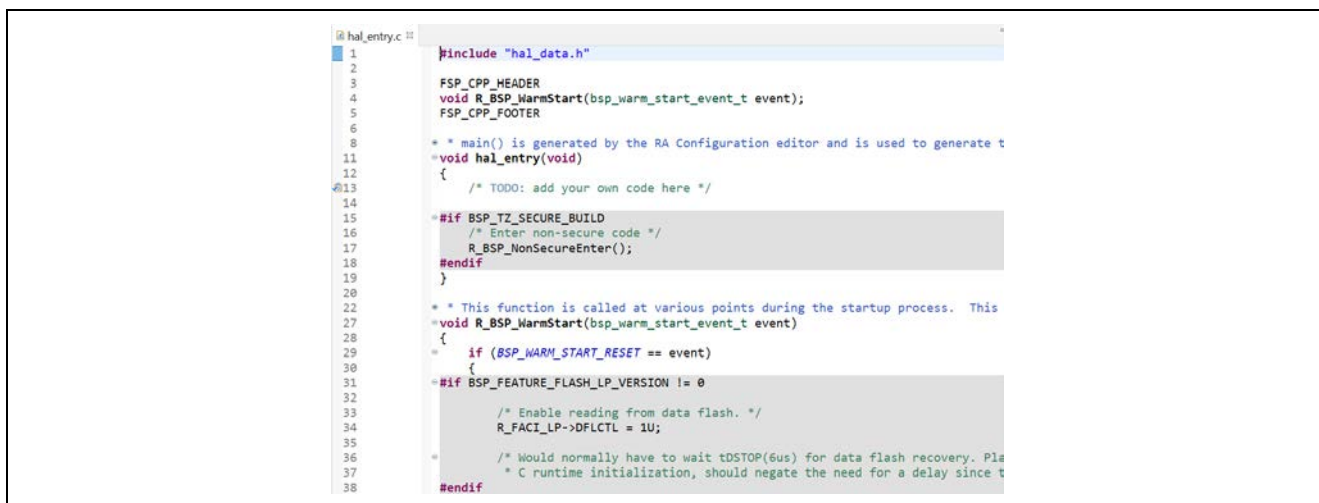 hal_entry.c
1 #include "hal_data.h"
2
3 FSP_CPP_HEADER
4 void R_BSP_WarmStart(bsp_warm_start_event_t event);
5 FSP_CPP_FOOTER
6
8 * main() is generated by the RA Configuration editor and is used to generate t
11 void hal_entry(void)
12 {
13 /* TODO: add your own code here */
14
15 #if BSP_TZ_SECURE_BUILD
16 /* Enter non-secure code */
17 R_BSP_NonSecureEnter();
18 #endif
19 }
20
22 * This function is called at various points during the startup process. This
27 void R_BSP_WarmStart(bsp_warm_start_event_t event)
28 {
29 if (BSP_WARM_START_RESET == event)
30 {
31 #if BSP_FEATURE_FLASH_LP_VERSION != 0
32
33 /* Enable reading from data flash. */
34 R_FACI_LP->DFLCTL = 1U;
35
36 /* Would normally have to wait tDSTOP(6us) for data flash recovery. Pla
37 * C runtime initialization, should negate the need for a delay since t
38 #endif